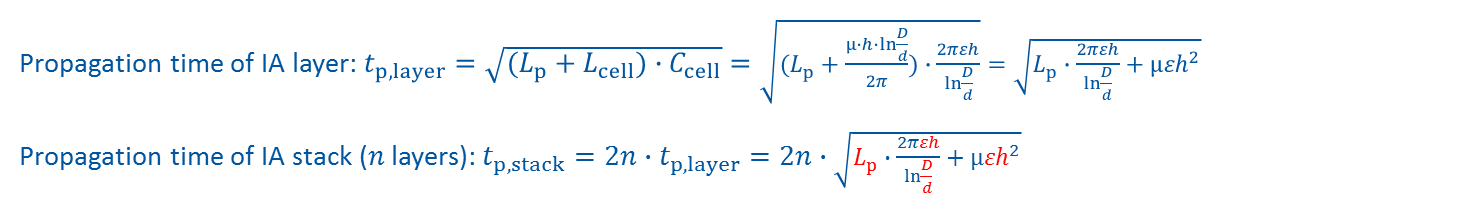 Propagation time of IA layer: t_p,layer = √((L_p + L_cell) · C_cell) = √((L_p + (μ·h·ln(D/d))/(2π)) · (2πεh)/(ln(D/d))) = √(L_p · (2πεh)/(ln(D/d)) + μεh²)
Propagation time of IA stack (n layers): t_p,stack = 2n · t_p,layer = 2n · √(L_p · (2πεh)/(ln(D/d)) + μεh²)